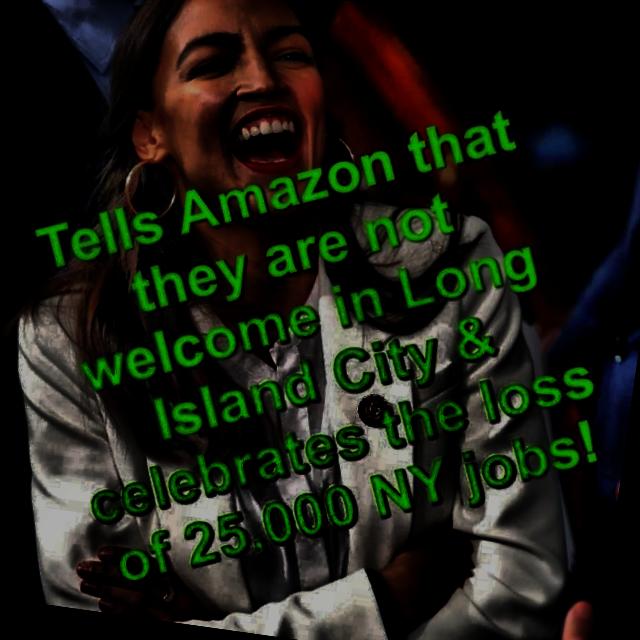 Tells Amazon that
they are not
welcome in Long
Island City &
celebrates the loss
of 25,000 NY jobs!